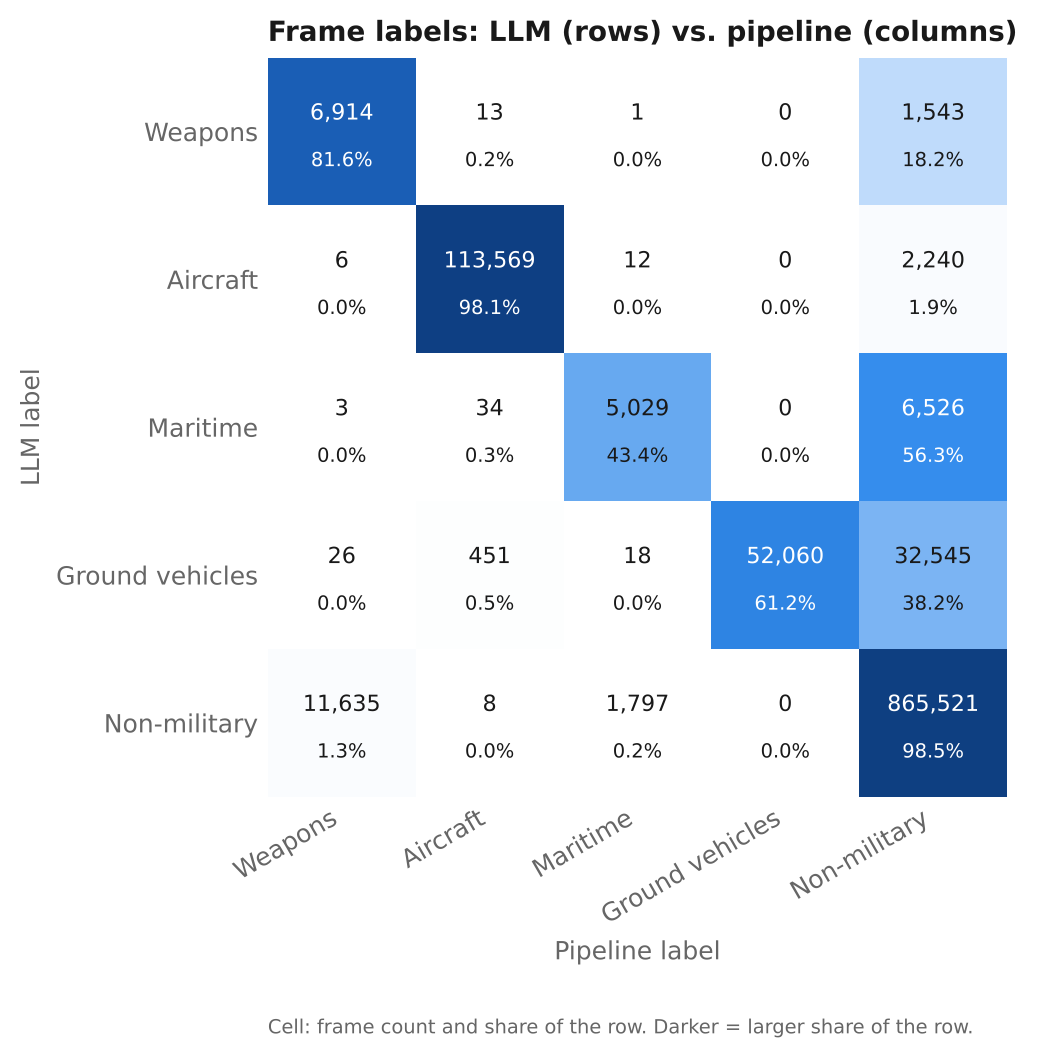 Frame labels: LLM (rows) vs. pipeline (columns)
LLM label
Weapons
6,914 13 1 0 1,543
81.6% 0.2% 0.0% 0.0% 18.2%
Aircraft
6 113,569 12 0 2,240
0.0% 98.1% 0.0% 0.0% 1.9%
Maritime
3 34 5,029 0 6,526
0.0% 0.3% 43.4% 0.0% 56.3%
Ground vehicles
26 451 18 52,060 32,545
0.0% 0.5% 0.0% 61.2% 38.2%
Non-military
11,635 8 1,797 0 865,521
1.3% 0.0% 0.2% 0.0% 98.5%
Weapons Aircraft Maritime Ground vehicles Non-military
Pipeline label
Cell: frame count and share of the row. Darker = larger share of the row.